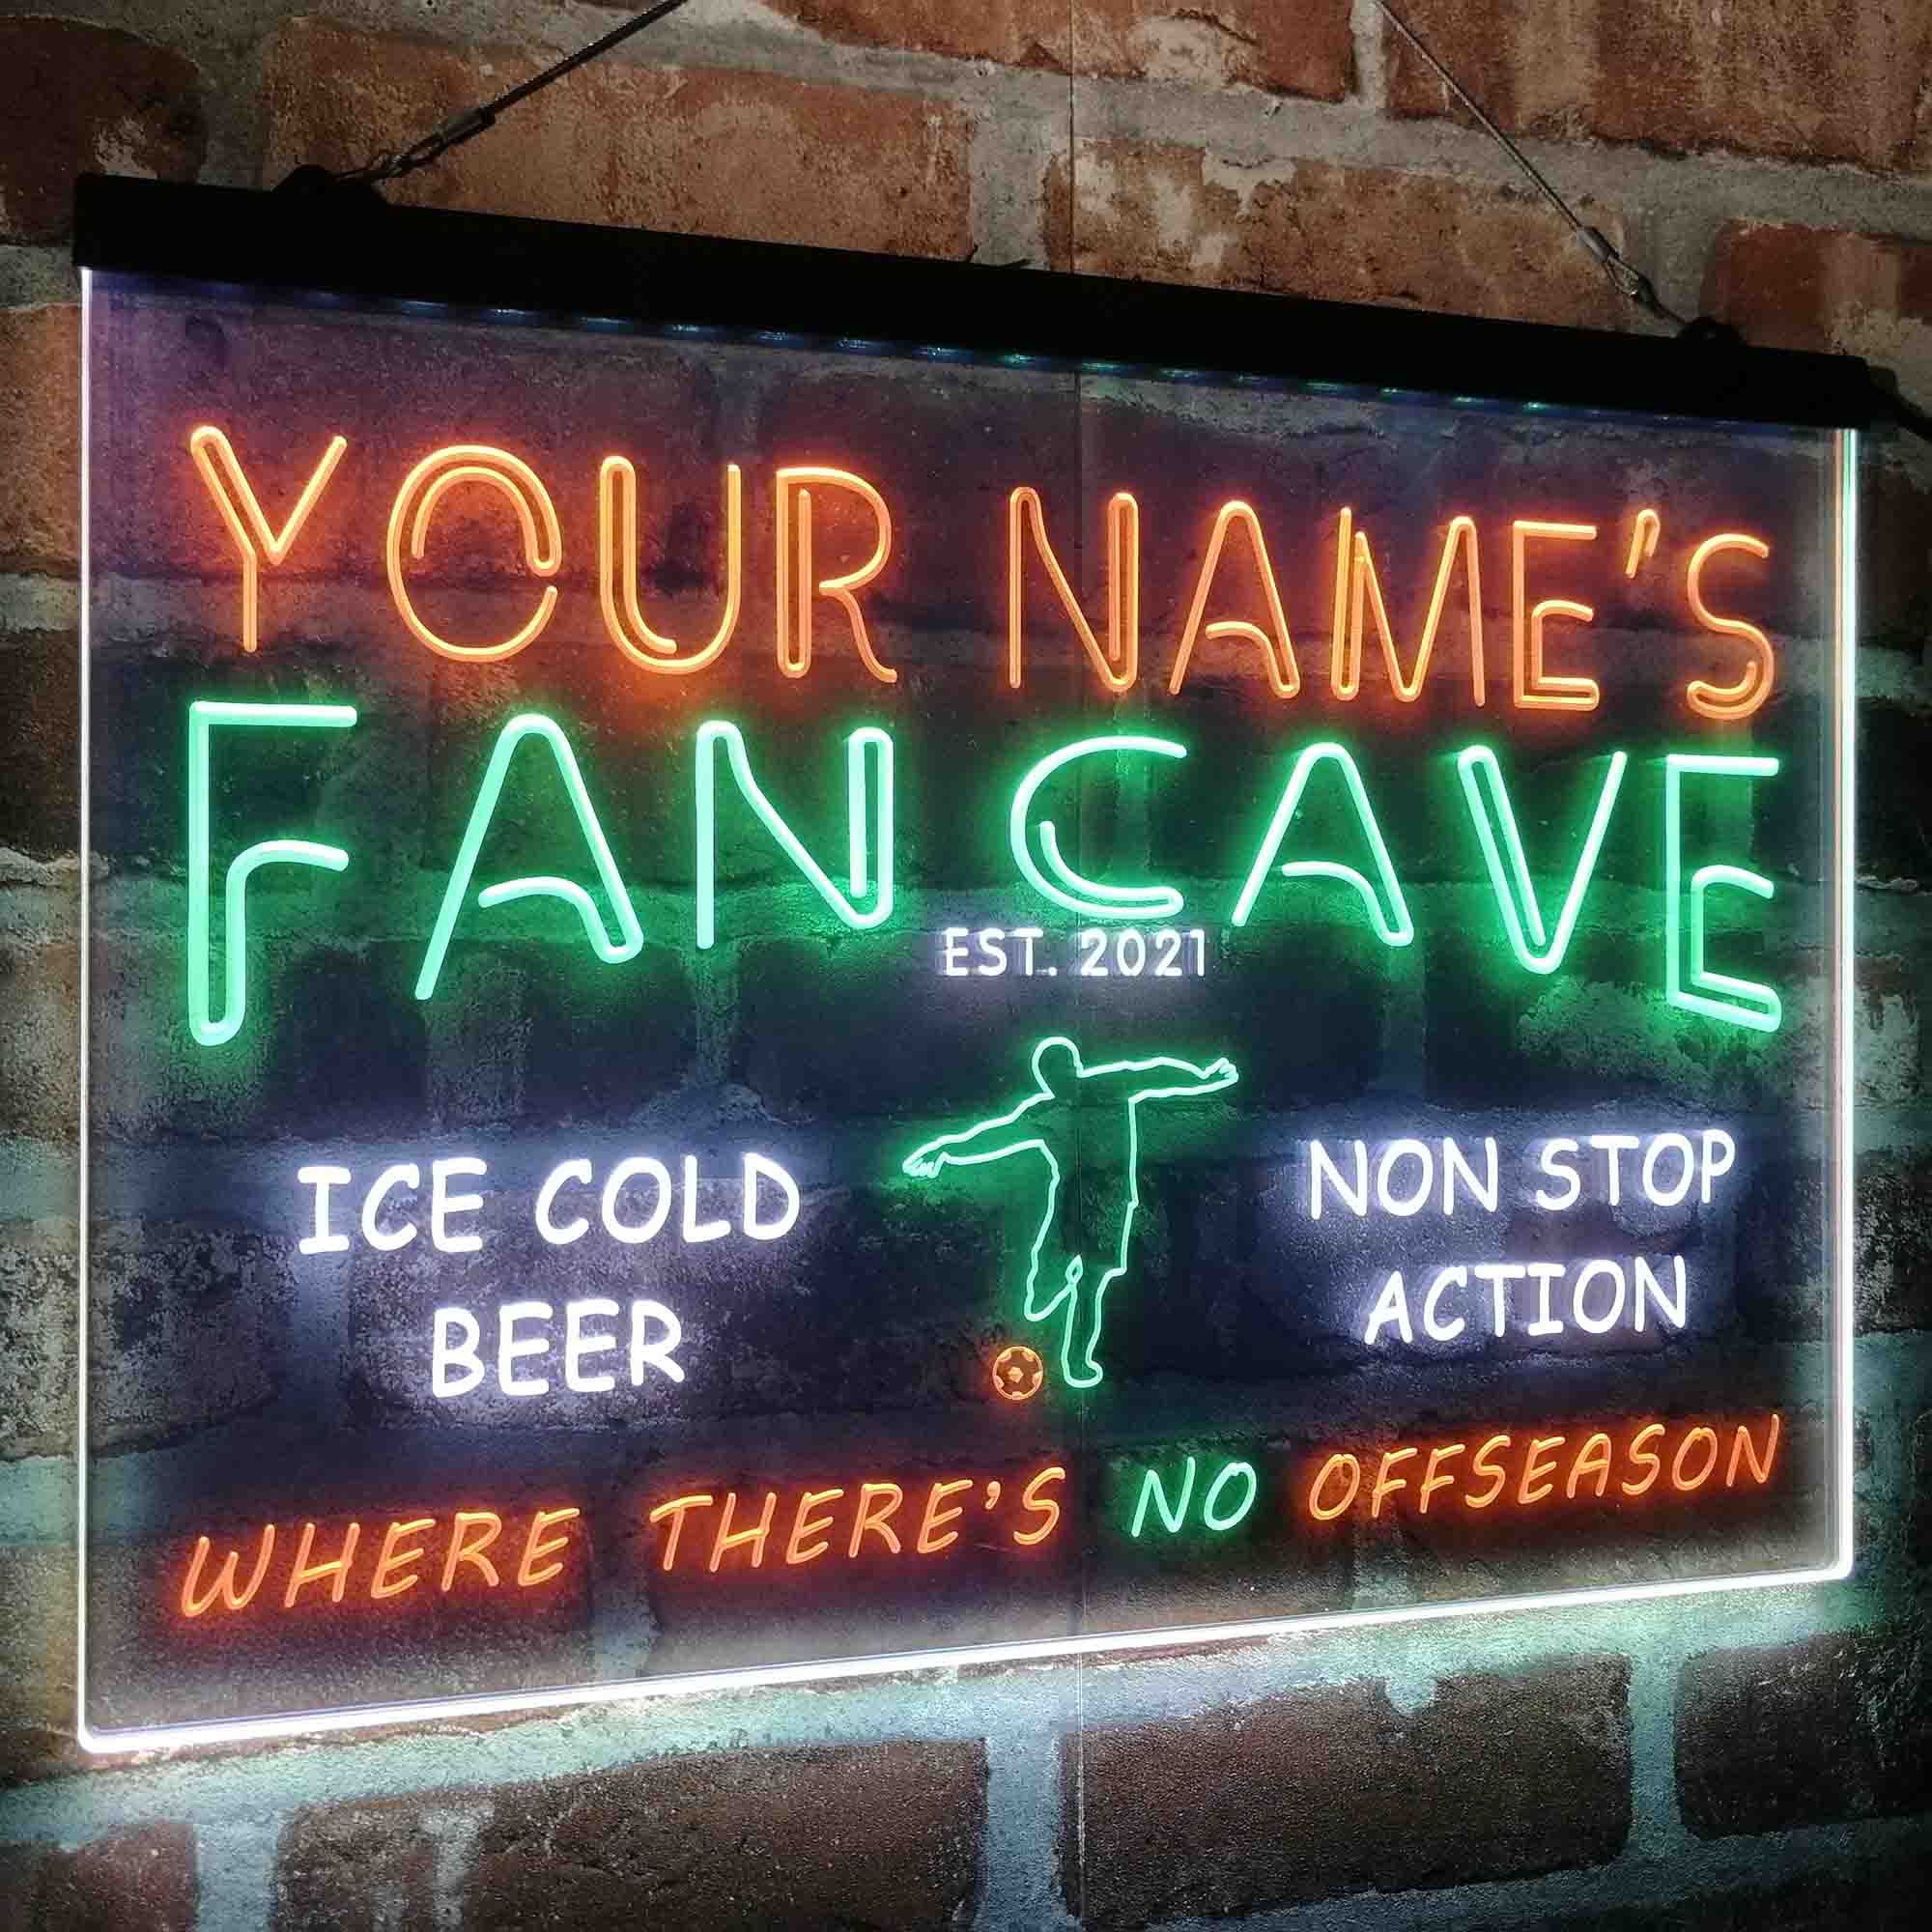 YOUR NAME'S
FAN CAVE
EST. 2021
ICE COLD
BEER
NON STOP
ACTION
WHERE THERE'S NO OFFSEASON